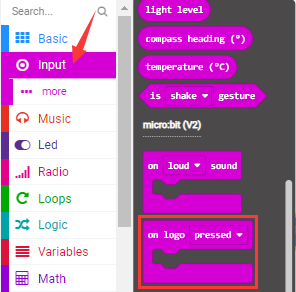 Search...
Basic
Input
more
Music
Led
Radio
Loops
Logic
Variables
Math
light level
compass heading (°)
temperature (°C)
is shake gesture
micro:bit (V2)
on loud sound
on logo pressed